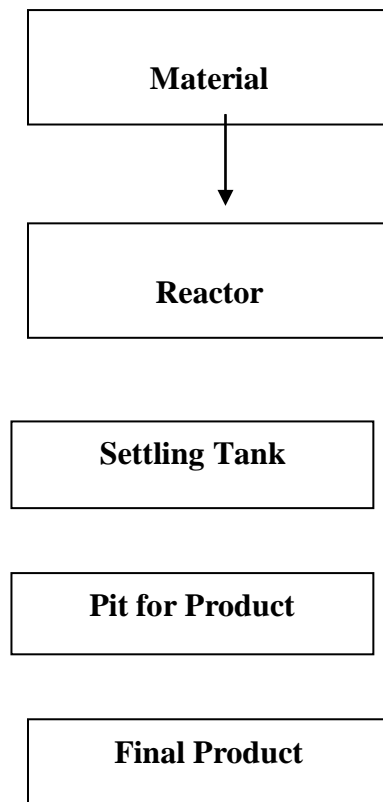 Material
Reactor
Settling Tank
Pit for Product
Final Product